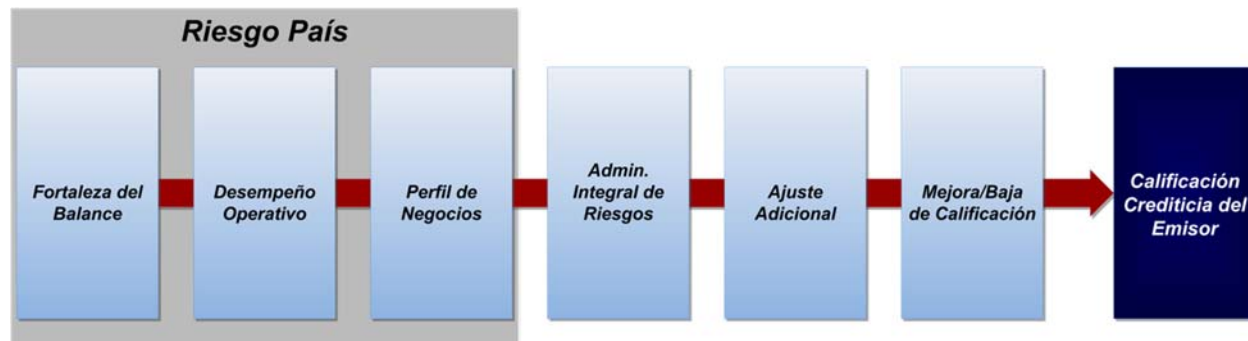 Riesgo País
Fortaleza del
Balance
Desempeño
Operativo
Perfil de
Negocios
Admin.
Integral de
Riesgos
Ajuste
Adicional
Mejora/Baja
de Calificación
Calificación
Crediticia del
Emisor